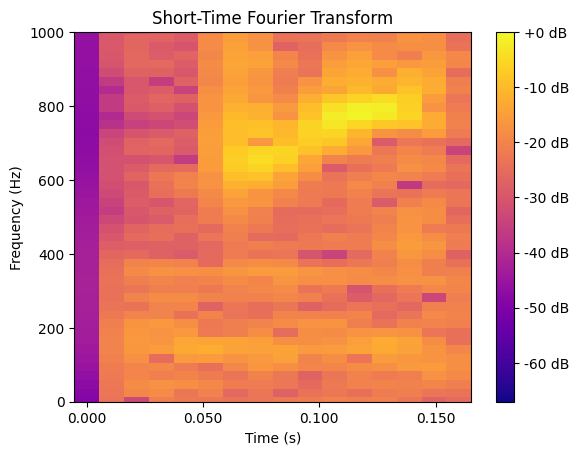 Short-Time Fourier Transform
Frequency (Hz)
1000
800
600
400
200
0
0.000
0.050
0.100
0.150
Time (s)
+0 dB
-10 dB
-20 dB
-30 dB
-40 dB
-50 dB
-60 dB